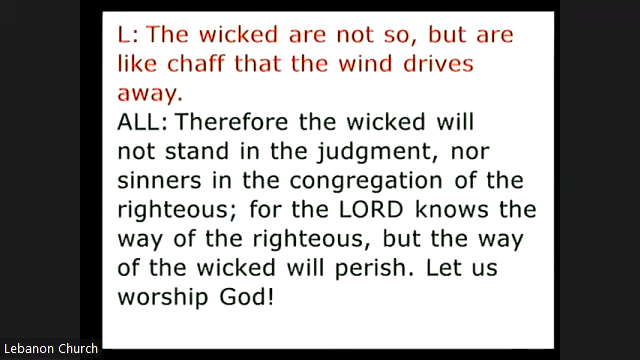 L: The wicked are not so, but are
like chaff that the wind drives
away.
ALL: Therefore the wicked will
not stand in the judgment, nor
sinners in the congregation of the
righteous; for the LORD knows the
way of the righteous, but the way
of the wicked will perish. Let us
worship God!
Lebanon Church